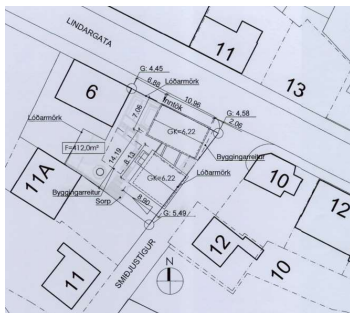 LINDARGATA
11
13
G: 4,45
Lóðarmörk
6,88
Inntök
10,96
6
G: 4,58
2,06
7,06
GK=6,22
Lóðarmörk
F=412,0m²
14,19
8,13
Byggingarreitur
GK=6,22
10
Lóðarmörk
11A
Byggingarreitur
Sorp
8,90
12
G: 5,49
12
11
10
SMIÐJUSTÍGUR
N